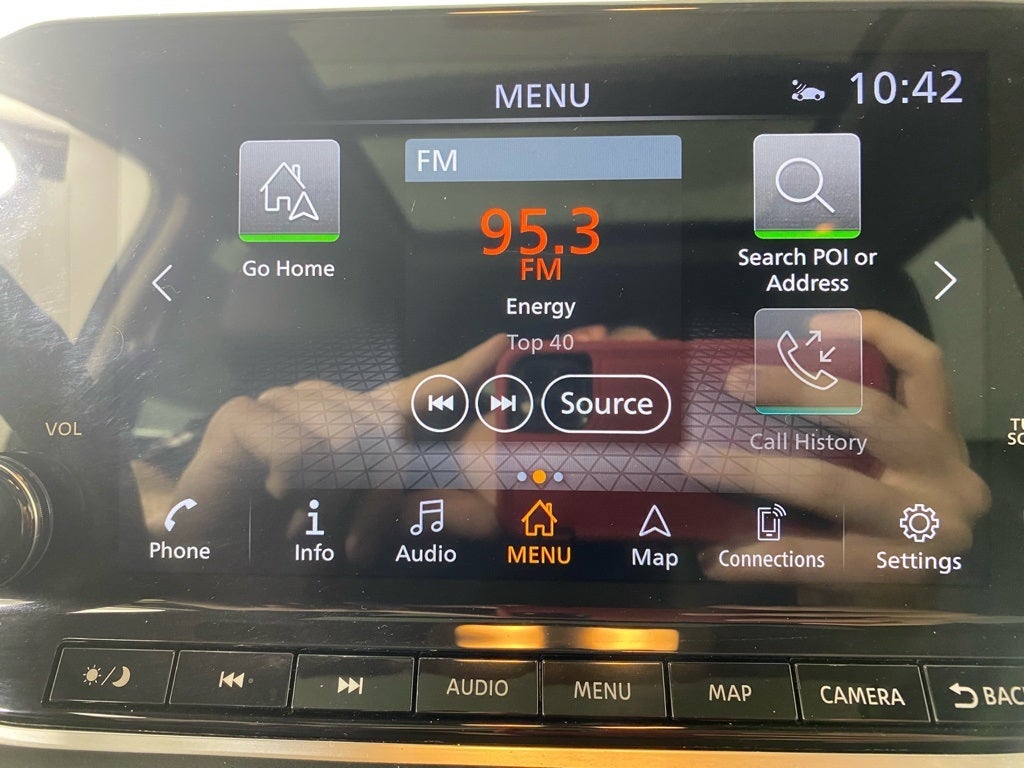 MENU
10:42
FM
95.3
FM
Energy
Top 40
Source
Go Home
Search POI or
Address
Call History
VOL
Phone
Info
Audio
MENU
Map
Connections
Settings
AUDIO
MENU
MAP
CAMERA